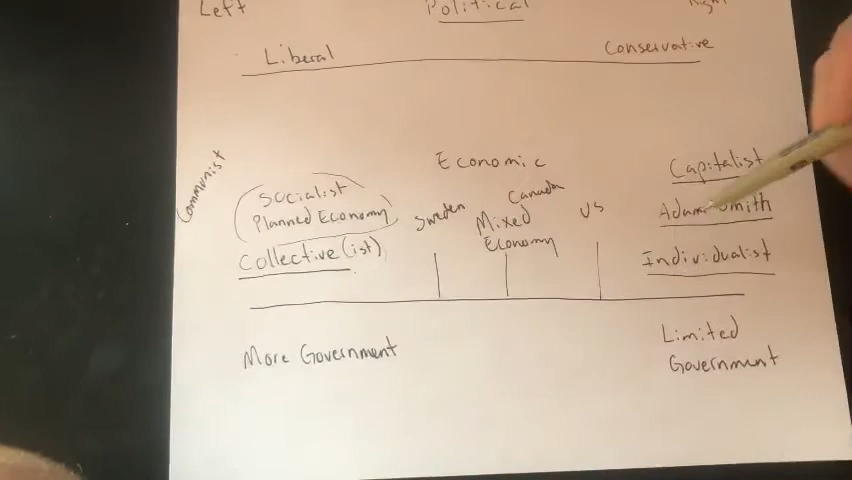 Left
Political
Right
Liberal
Conservative
Economic
Communist
Socialist
Planned Economy
Collective(ist)
Sweden
Canada
Mixed
Economy
US
Capitalist
Adam Smith
Individualist
More Government
Limited
Government